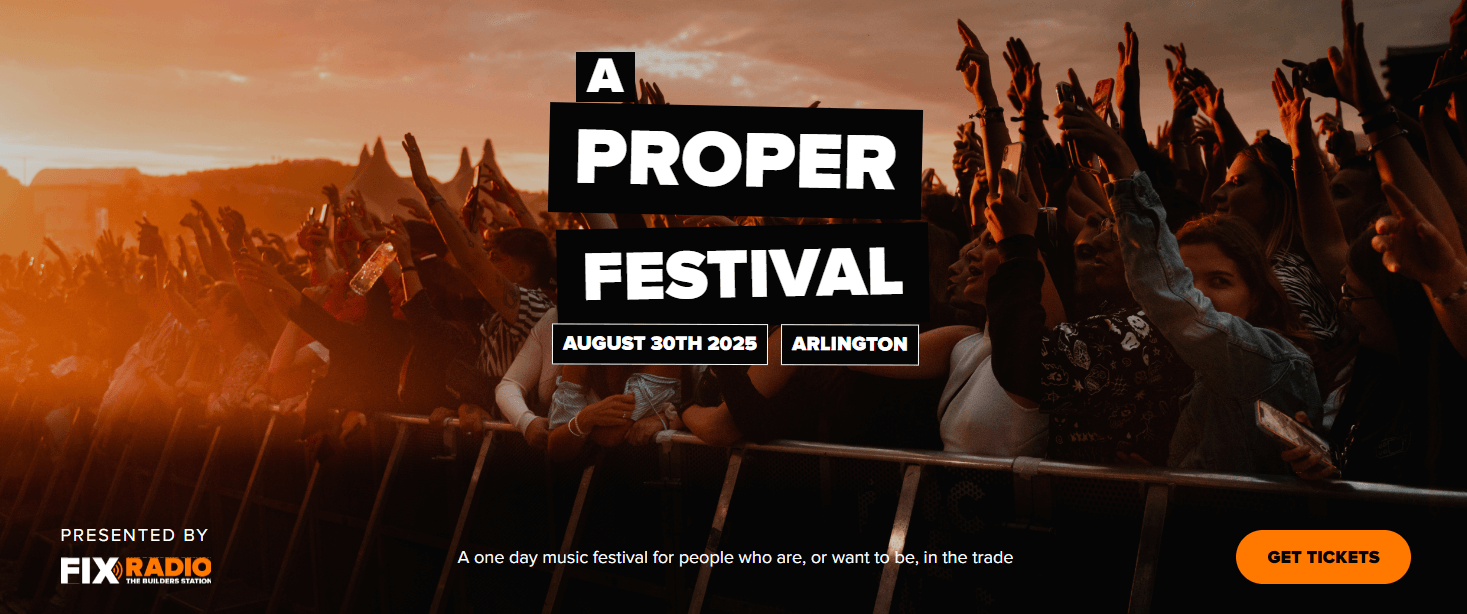 A
PROPER
FESTIVAL
AUGUST 30TH 2025
ARLINGTON
PRESENTED BY
FIX RADIO
THE BUILDERS STATION
A one day music festival for people who are, or want to be, in the trade
GET TICKETS